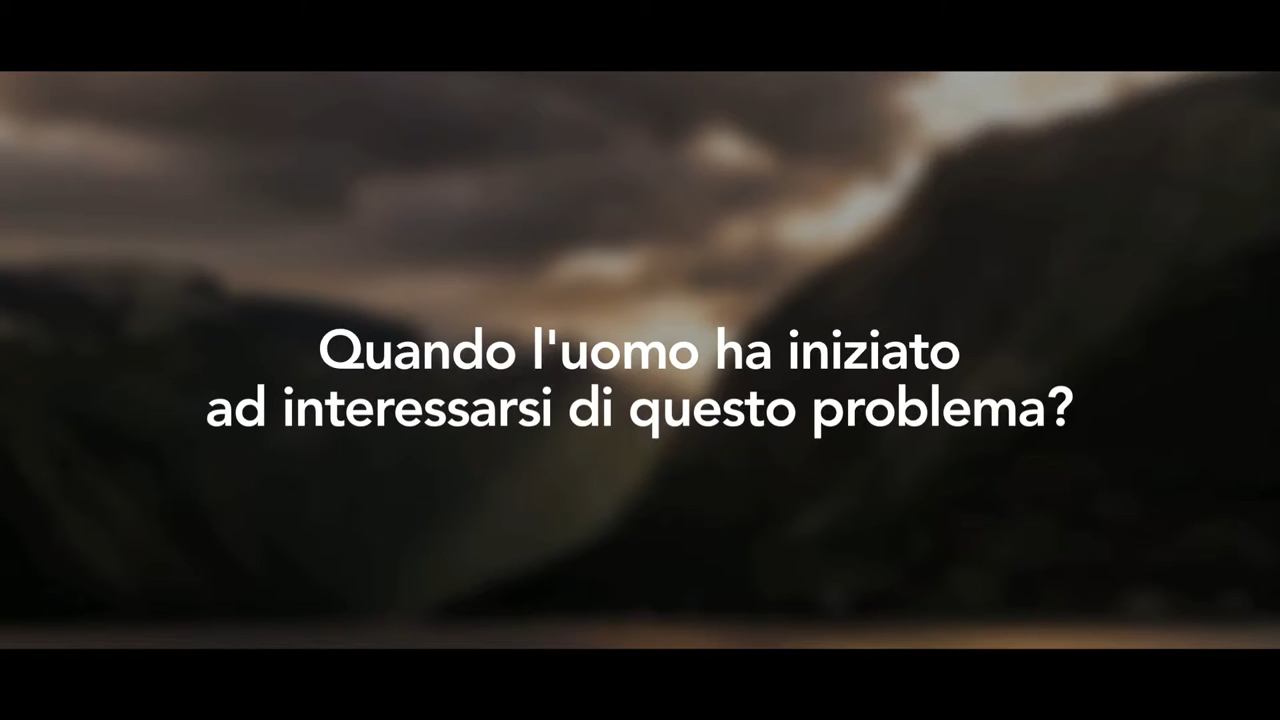 Quando l'uomo ha iniziato
ad interessarsi di questo problema?